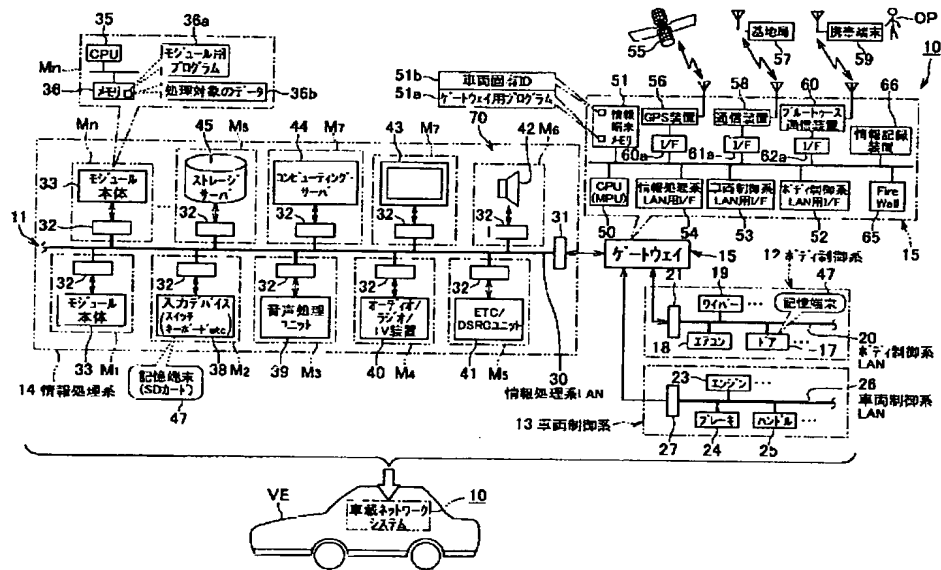 35
CPU
Mn
36
メモリ
36a
モジュール用
プログラム
処理対象のデータ
36b
55
基地局
57
携帯端末
59
OP
10
51b
車両固有ID
51a
ゲートウェイ用プログラム
51
情報端末
メモリ
56
GPS装置
58
通信装置
60
ブルートゥース
通信装置
66
情報記録
装置
I/F
60a
I/F
61a
I/F
62a
CPU
(MPU)
50
情報処理系
LAN用I/F
54
車両制御系
LAN用I/F
53
ボディ制御系
LAN用I/F
52
Fire
Wall
65
15
70
Mn
33
モジュール
本体
32
45
M8
ストレージ
サーバ
32
44
M7
コンピューティング・
サーバ
32
43
M7
32
42
M6
32
11
31
32
モジュール
本体
33
M1
32
入力デバイス
スイッチ
キーボードetc
38
M2
32
音声処理
ユニット
39
M3
32
オーディオ/
ラジオ/
TV装置
40
M4
32
ETC/
DSRCユニット
41
M5
30
情報処理系LAN
14 情報処理系
記憶端末
(SDカード)
47
ゲートウェイ
15
12 ボディ制御系
21
19
ワイパー
…
47
記憶端末
18
エアコン
ドア
…
17
20
ボディ制御系
LAN
23
エンジン
…
26
車両制御系
LAN
13 車両制御系
27
ブレーキ
24
ハンドル
…
25
VE
10
車載ネットワーク
システム